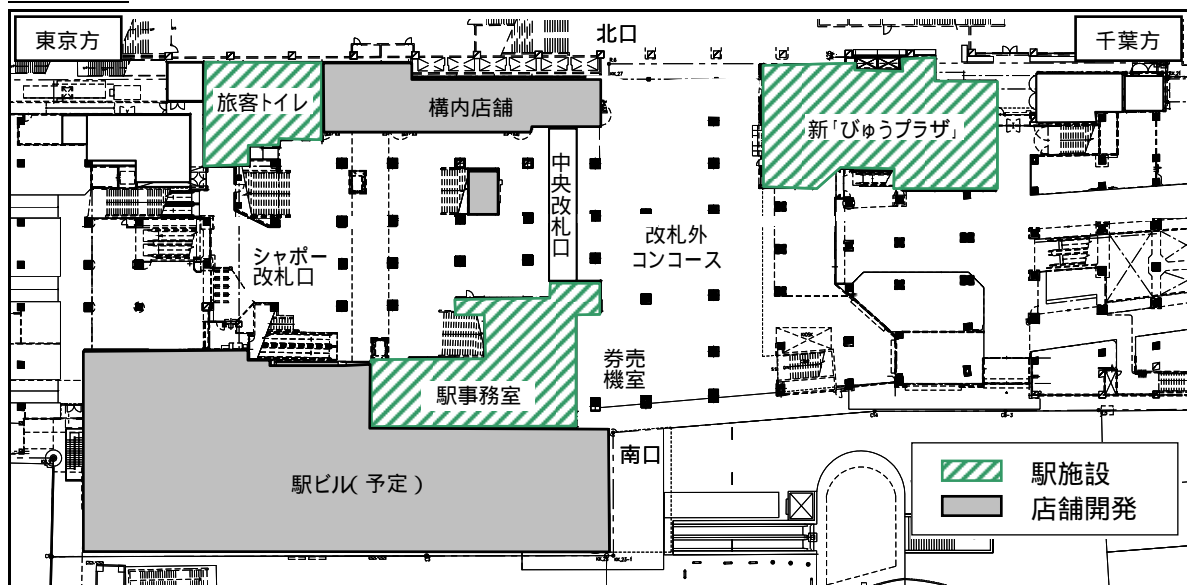 東京方
北口
千葉方
旅客トイレ
構内店舗
新「びゅうプラザ」
中央改札口
改札外
コンコース
シャポー
改札口
券売
機室
駅事務室
南口
駅ビル(予定)
駅施設
店舗開発